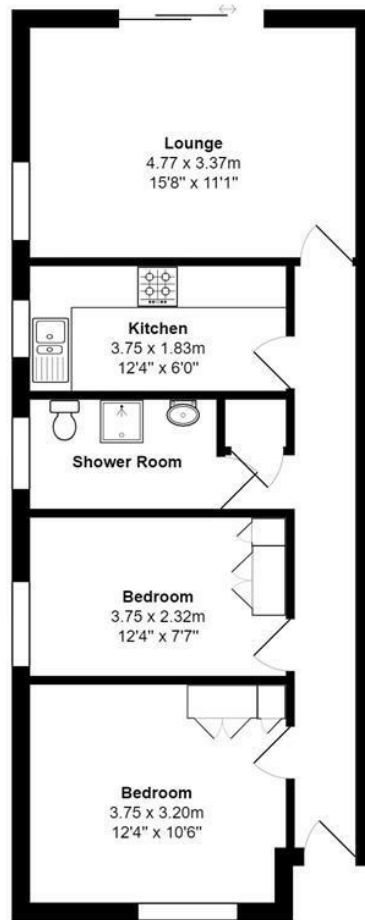 Lounge
4.77 x 3.37m
15'8" x 11'1"
Kitchen
3.75 x 1.83m
12'4" x 6'0"
Shower Room
Bedroom
3.75 x 2.32m
12'4" x 7'7"
Bedroom
3.75 x 3.20m
12'4" x 10'6"